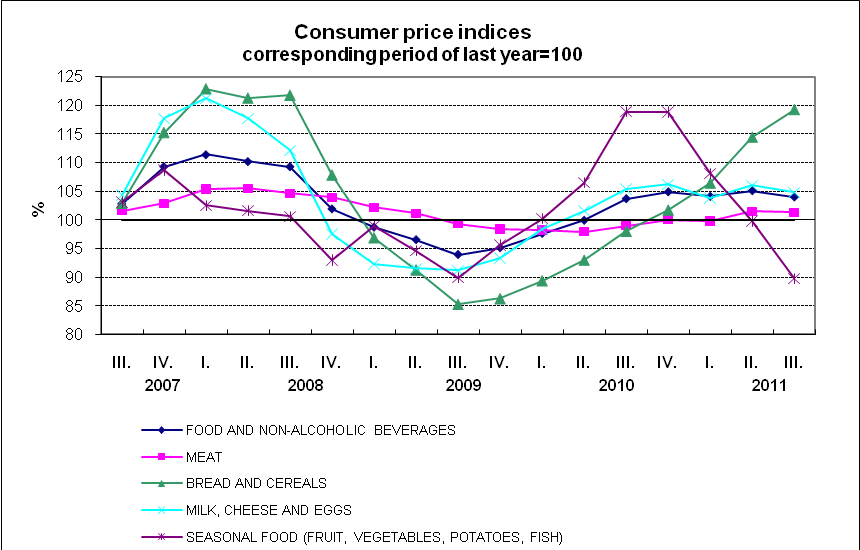 Consumer price indices
corresponding period of last year=100
125
120
115
110
105
100
95
90
85
80
%
III. IV. I. II. III. IV. I. II. III. IV. I. II. III. IV. I. II. III.
2007 2008 2009 2010 2011
FOOD AND NON-ALCOHOLIC BEVERAGES
MEAT
BREAD AND CEREALS
MILK, CHEESE AND EGGS
SEASONAL FOOD (FRUIT, VEGETABLES, POTATOES, FISH)